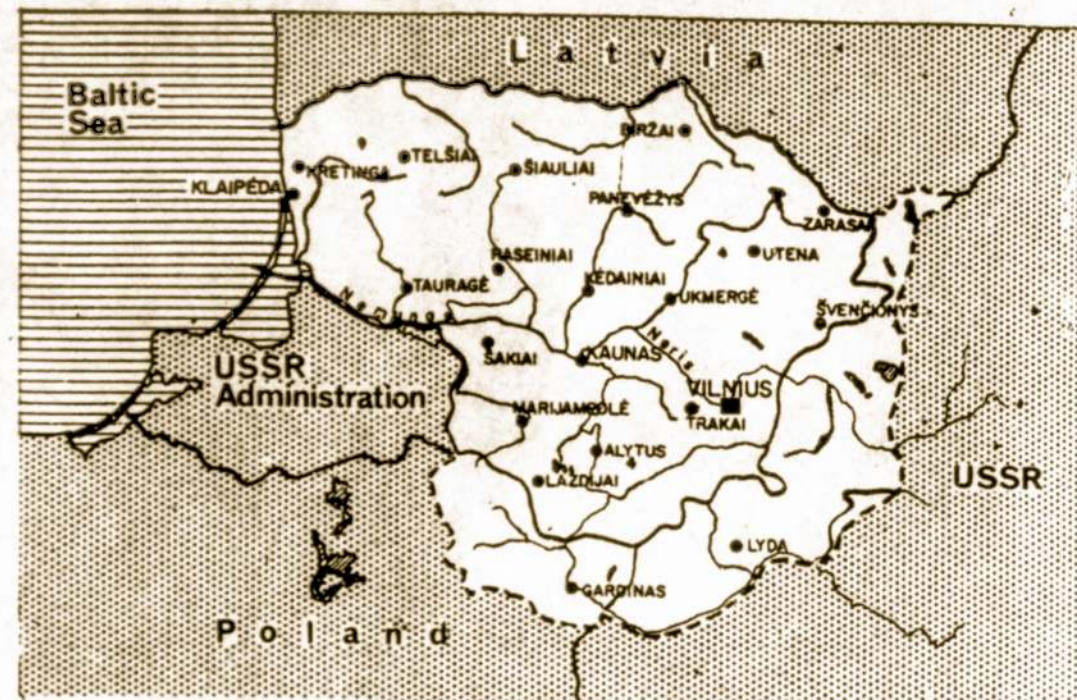 Latvia
Baltic
Sea
BIRŽAI
TELŠIAI
KRETINGA
ŠIAULIAI
KLAIPĖDA
PANEVĖŽYS
ZARASAI
UTENA
RASEINIAI
TAURAGĖ
KĖDAINIAI
UKMERGĖ
ŠVENČIONYS
Nemunas
Neris
ŠAKIAI
KAUNAS
USSR
Administration
VILNIUS
MARIJAMPOLĖ
TRAKAI
ALYTUS
LAZDIJAI
USSR
LYDA
GARDINAS
Poland